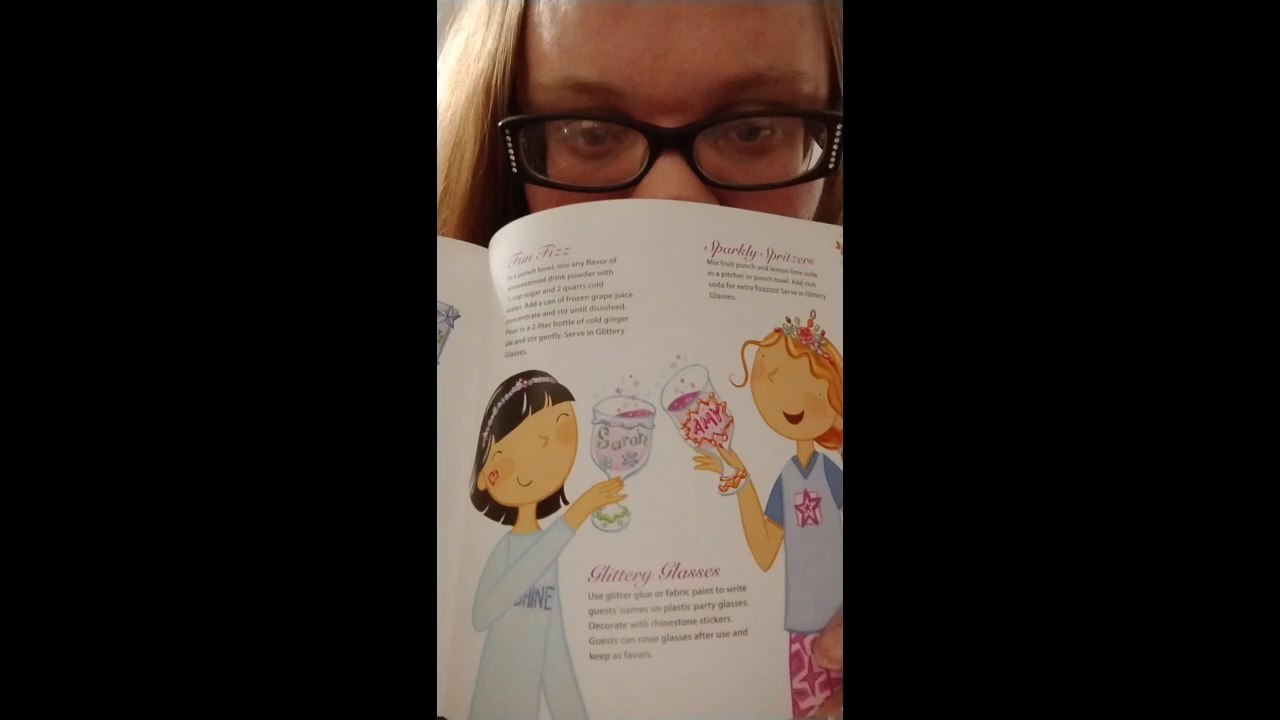 Fun Fizz
In a punch bowl, mix any flavor of
unsweetened drink powder with
cup sugar and 2 quarts cold
water. Add a can of frozen grape juice
concentrate and stir until dissolved.
Pour in a 2-liter bottle of cold ginger
ale and stir gently. Serve in Glittery
Glasses.
Sparkly Spritzers
Mix fruit punch and lemon-lime soda
in a pitcher or punch bowl. Add club
soda for extra fizzzzzz! Serve in Glittery
Glasses.
Sarah
AMY
SHINE
Glittery Glasses
Use glitter glue or fabric paint to write
guests' names on plastic party glasses.
Decorate with rhinestone stickers.
Guests can rinse glasses after use and
keep as favors.